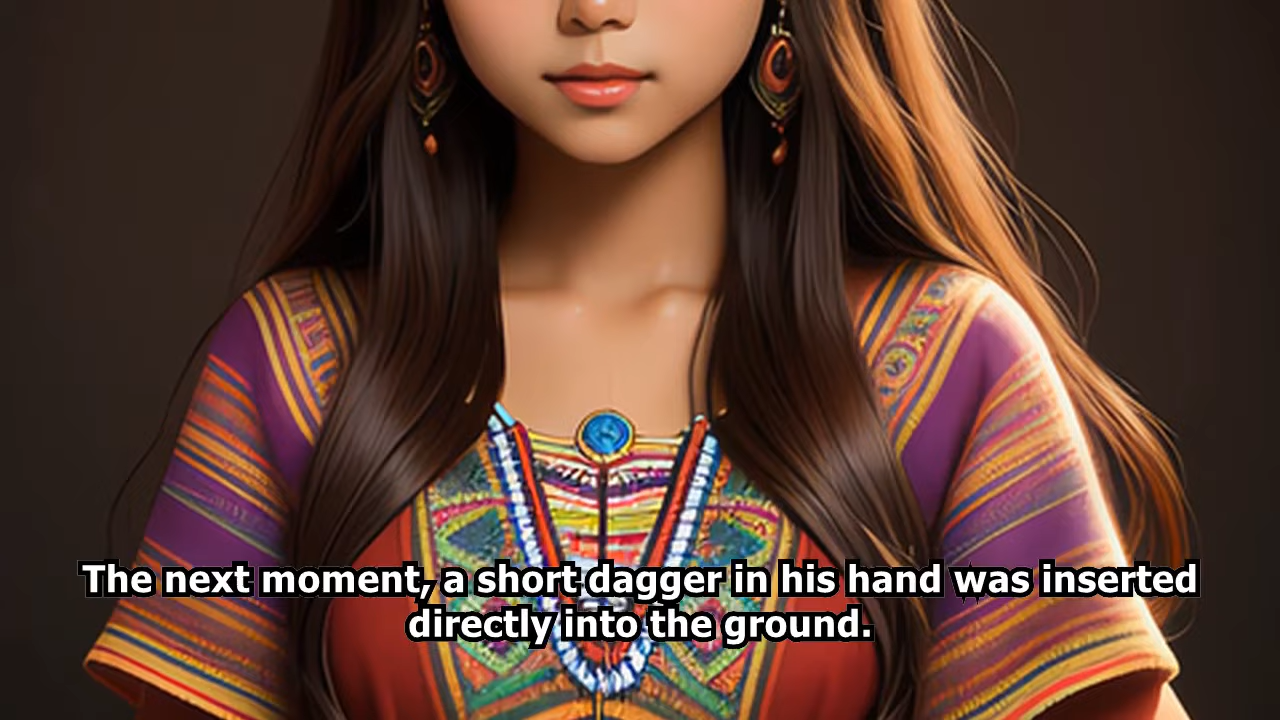 The next moment, a short dagger in his hand was inserted
directly into the ground.